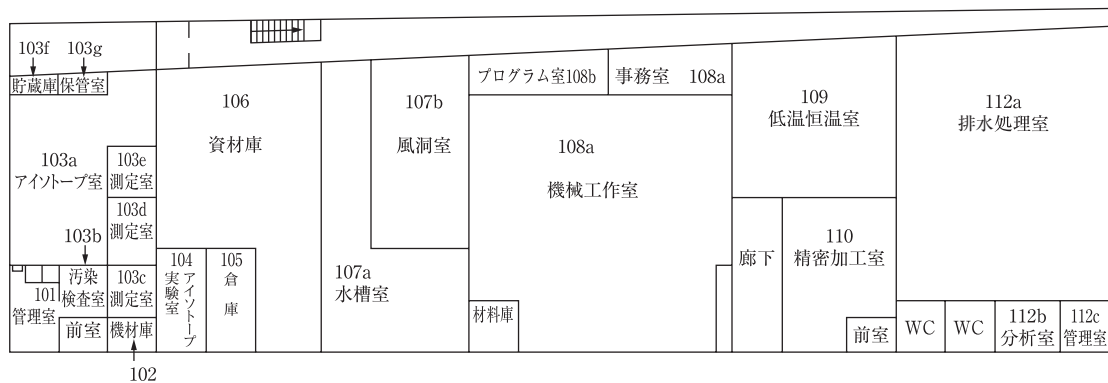 103f
103g
貯蔵庫
保管室
103a
アイソトープ室
103e
測定室
103d
測定室
103b
汚染
検査室
103c
測定室
101
管理室
前室
機材庫
102
106
資材庫
104
アイソトープ
実験室
105
倉庫
107b
風洞室
107a
水槽室
プログラム室108b
事務室 108a
108a
機械工作室
材料庫
109
低温恒温室
廊下
110
精密加工室
前室
112a
排水処理室
WC
WC
112b
分析室
112c
管理室